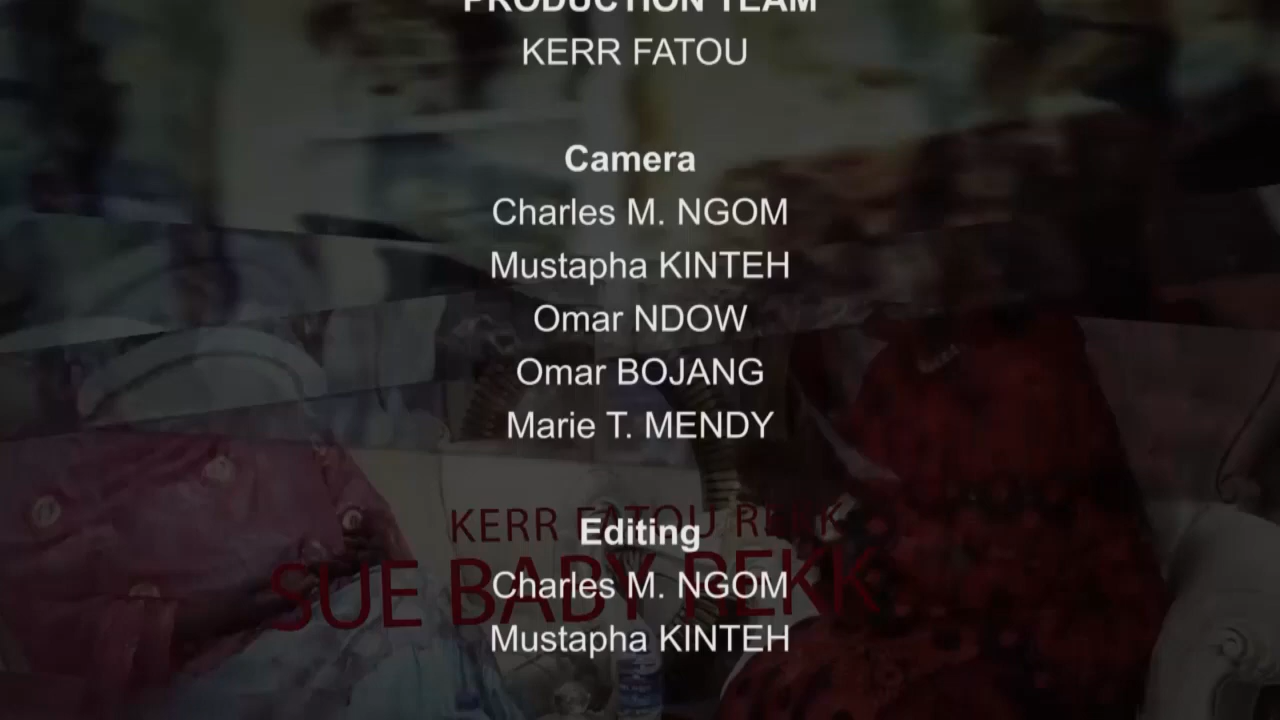 PRODUCTION TEAM
KERR FATOU
Camera
Charles M. NGOM
Mustapha KINTEH
Omar NDOW
Omar BOJANG
Marie T. MENDY
KERR FATOU REKK
Editing
SUE BABY REKK
Charles M. NGOM
Mustapha KINTEH